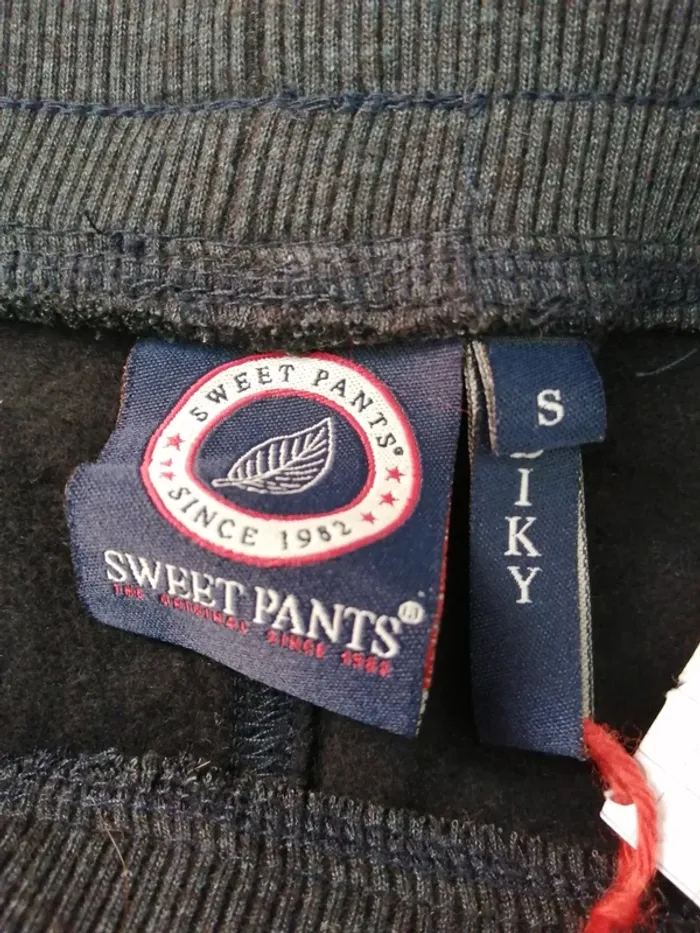 SWEET PANTS®
SINCE 1982
SWEET PANTS®
THE ORIGINAL SINCE 1982
S
IKY